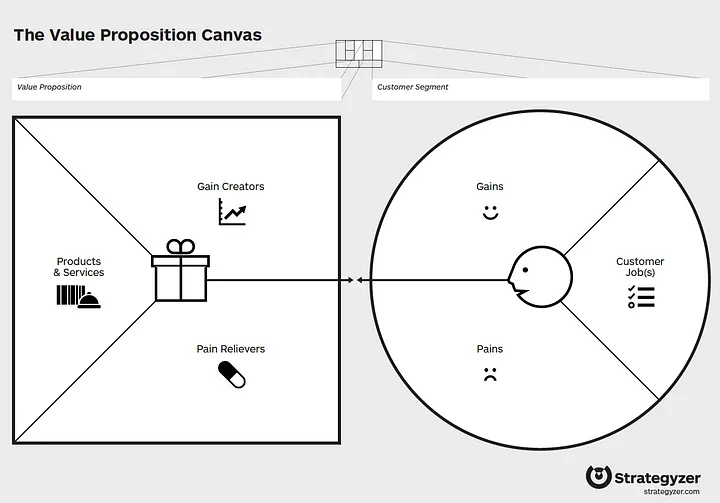 The Value Proposition Canvas
Value Proposition
Customer Segment
Gain Creators
Gains
Products
& Services
Customer
Job(s)
Pain Relievers
Pains
Strategyzer
strategyzer.com